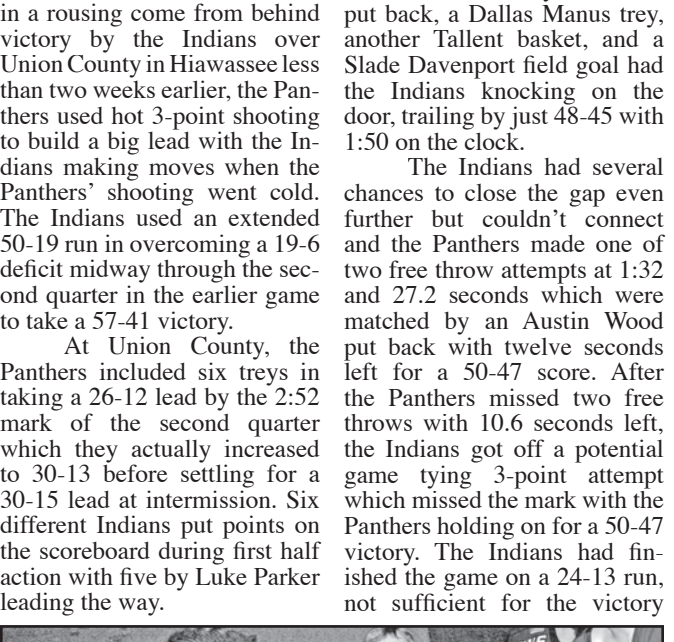 in a rousing come from behind
victory by the Indians over
Union County in Hiawassee less
than two weeks earlier, the Pan-
thers used hot 3-point shooting
to build a big lead with the In-
dians making moves when the
Panthers' shooting went cold.
The Indians used an extended
50-19 run in overcoming a 19-6
deficit midway through the sec-
ond quarter in the earlier game
to take a 57-41 victory.
At Union County, the
Panthers included six treys in
taking a 26-12 lead by the 2:52
mark of the second quarter
which they actually increased
to 30-13 before settling for a
30-15 lead at intermission. Six
different Indians put points on
the scoreboard during first half
action with five by Luke Parker
leading the way.
put back, a Dallas Manus trey,
another Tallent basket, and a
Slade Davenport field goal had
the Indians knocking on the
door, trailing by just 48-45 with
1:50 on the clock.
The Indians had several
chances to close the gap even
further but couldn't connect
and the Panthers made one of
two free throw attempts at 1:32
and 27.2 seconds which were
matched by an Austin Wood
put back with twelve seconds
left for a 50-47 score. After
the Panthers missed two free
throws with 10.6 seconds left,
the Indians got off a potential
game tying 3-point attempt
which missed the mark with the
Panthers holding on for a 50-47
victory. The Indians had fin-
ished the game on a 24-13 run,
not sufficient for the victory